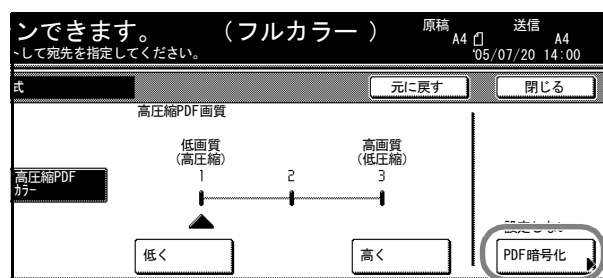 ンできます。 （フルカラー ） 原稿 A4 送信 A4
して宛先を指定してください。 '05/07/20 14:00
式 元に戻す 閉じる
高圧縮PDF画質
低画質 高画質
（高圧縮） （低圧縮）
1 2 3
高圧縮PDF
カラー
低く 高く PDF暗号化